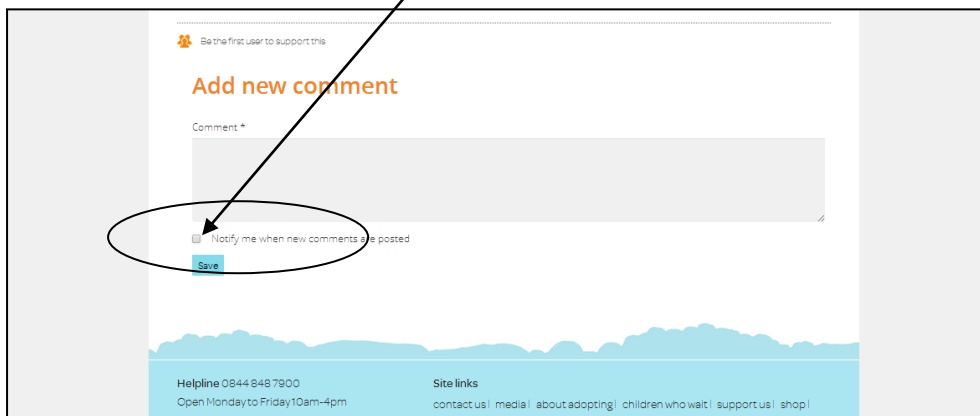 Be the first user to support this
Add new comment
Comment *
Notify me when new comments are posted
Save
Helpline 0844 848 7900
Open Monday to Friday 10am-4pm
Site links
contact us| media| about adopting| children who wait| support us| shop|